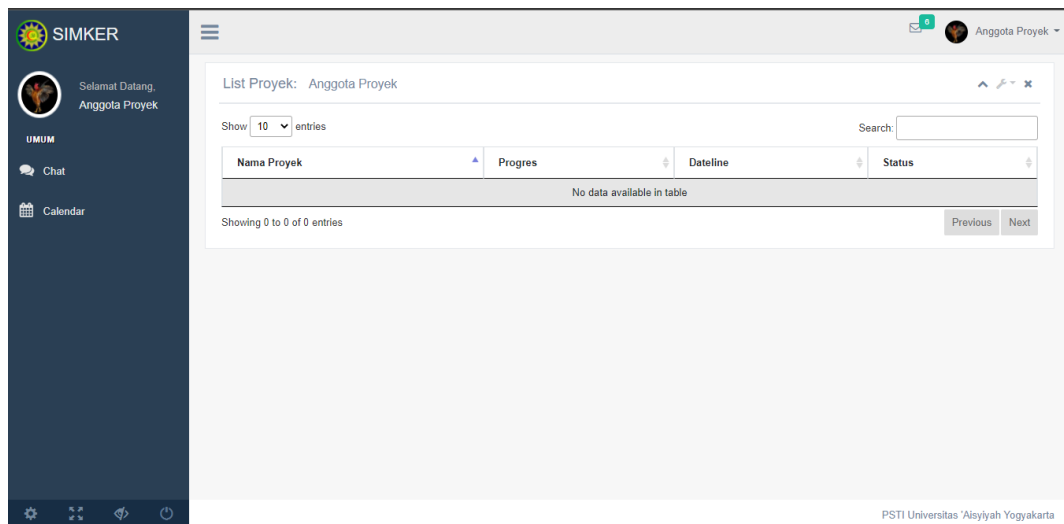 SIMKER
6
Anggota Proyek
Selamat Datang,
Anggota Proyek
UMUM
Chat
Calendar
List Proyek: Anggota Proyek
Show 10 entries
Search:
Nama Proyek Progres Dateline Status
No data available in table
Showing 0 to 0 of 0 entries
Previous Next
PSTI Universitas 'Aisyiyah Yogyakarta